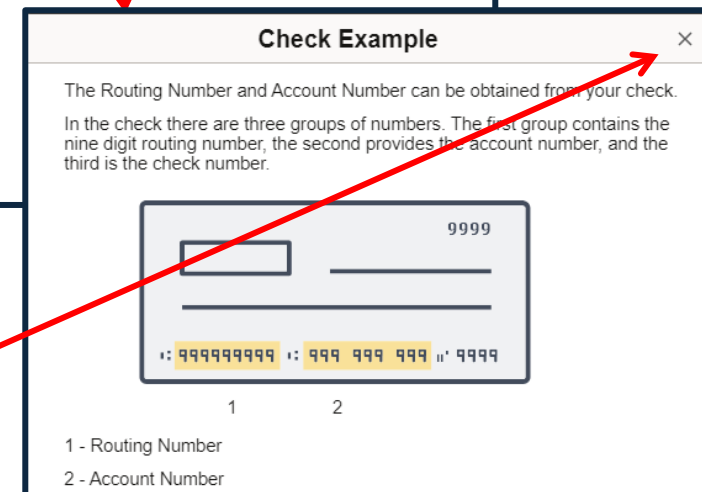 Check Example
×
The Routing Number and Account Number can be obtained from your check.
In the check there are three groups of numbers. The first group contains the
nine digit routing number, the second provides the account number, and the
third is the check number.
9999
⑆ 999999999 ⑆ 999 999 999 ⑈ 9999
1 2
1 - Routing Number
2 - Account Number